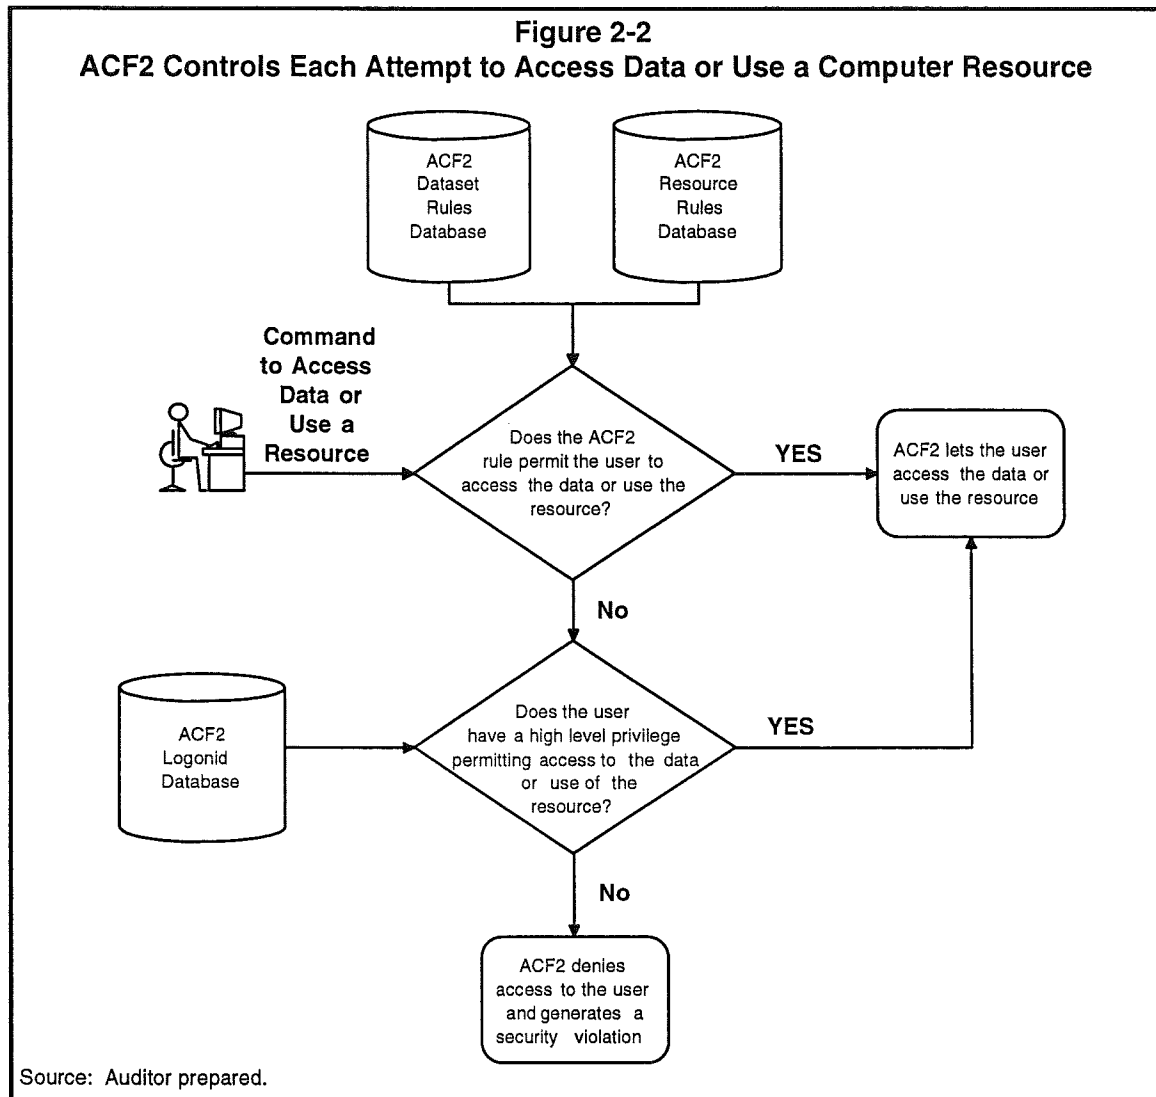 Figure 2-2
ACF2 Controls Each Attempt to Access Data or Use a Computer Resource
ACF2
Dataset
Rules
Database
ACF2
Resource
Rules
Database
Command
to Access
Data or
Use a
Resource
Does the ACF2
rule permit the user to
access the data or use the
resource?
YES
ACF2 lets the user
access the data or
use the resource
No
ACF2
Logonid
Database
Does the user
have a high level privilege
permitting access to the data
or use of the
resource?
YES
No
ACF2 denies
access to the user
and generates a
security violation
Source: Auditor prepared.